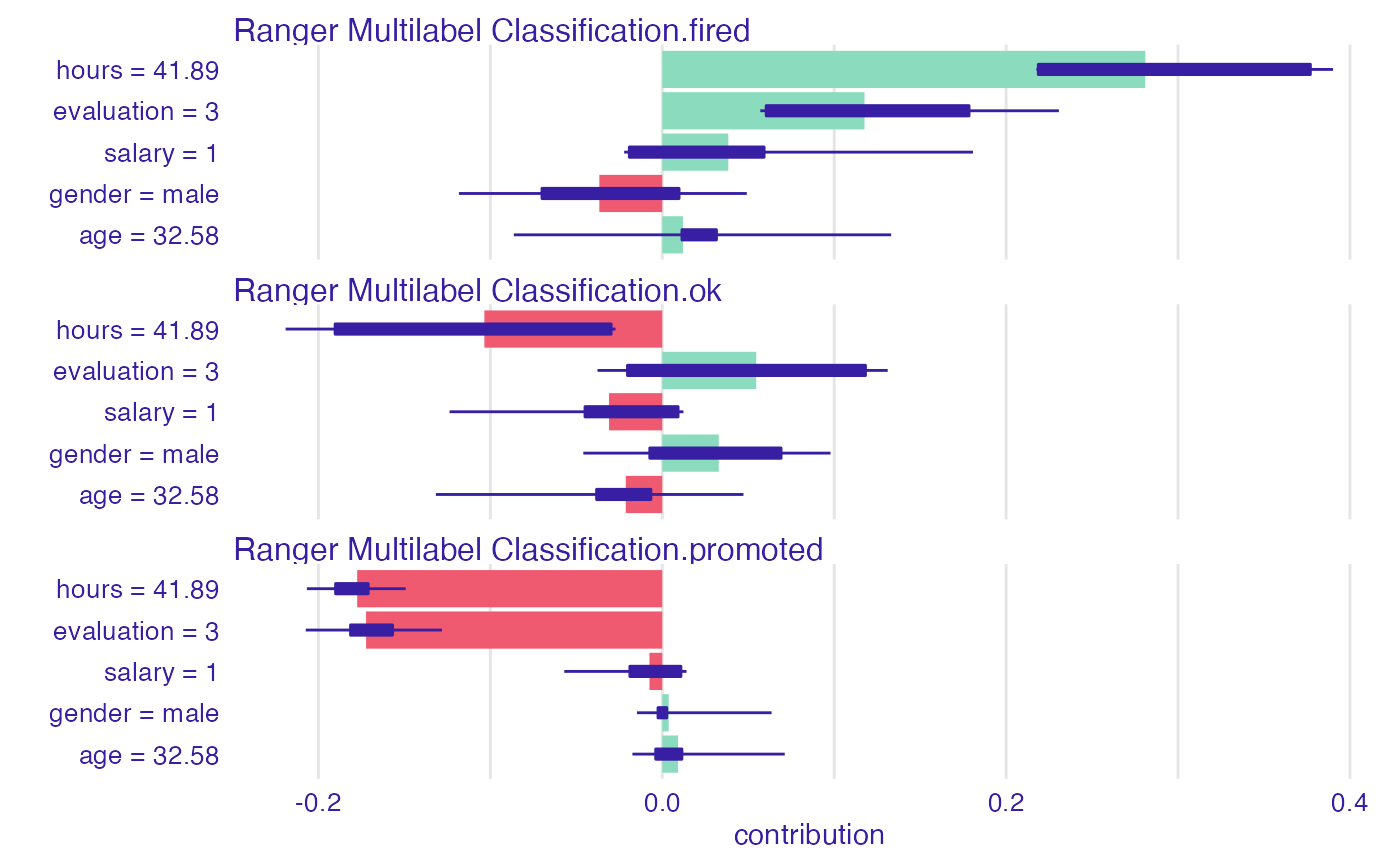 Ranger Multilabel Classification.fired
hours = 41.89
evaluation = 3
salary = 1
gender = male
age = 32.58
Ranger Multilabel Classification.ok
hours = 41.89
evaluation = 3
salary = 1
gender = male
age = 32.58
Ranger Multilabel Classification.promoted
hours = 41.89
evaluation = 3
salary = 1
gender = male
age = 32.58
-0.2 0.0 0.2 0.4
contribution